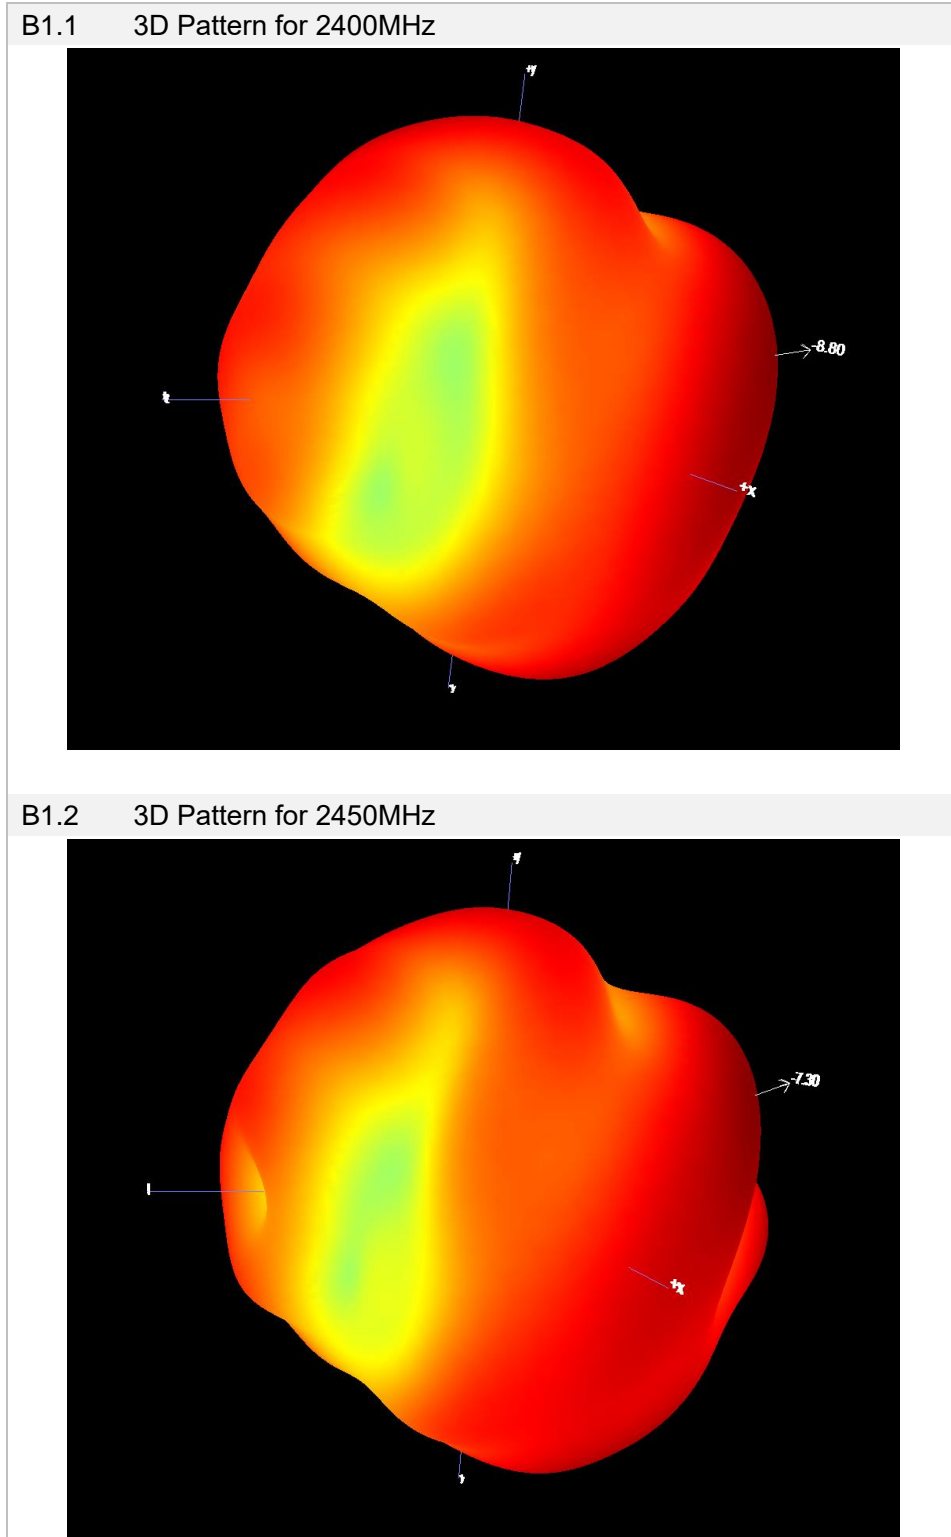 B1.1 3D Pattern for 2400MHz
-8.80
+X
B1.2 3D Pattern for 2450MHz
-7.30
+X